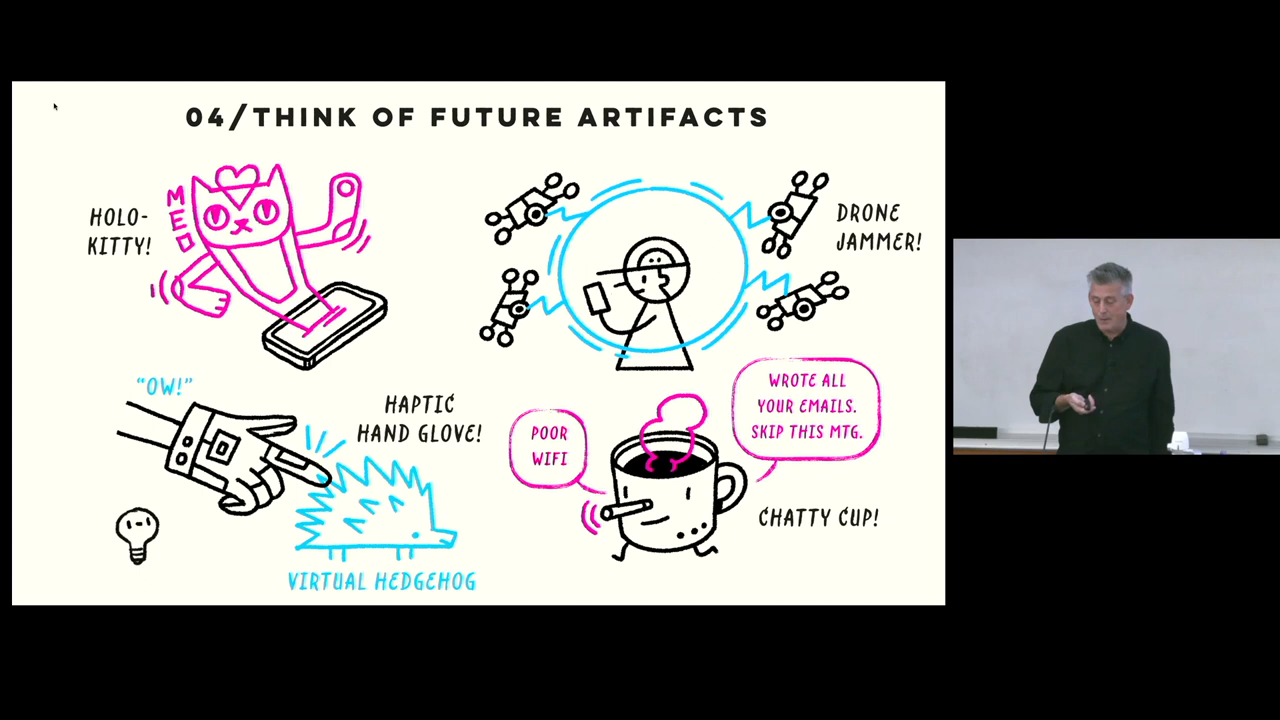 04/THINK OF FUTURE ARTIFACTS
HOLO-
KITTY!
MEO
DRONE
JAMMER!
"OW!"
HAPTIC
HAND GLOVE!
VIRTUAL HEDGEHOG
POOR
WIFI
WROTE ALL
YOUR EMAILS.
SKIP THIS MTG.
CHATTY CUP!